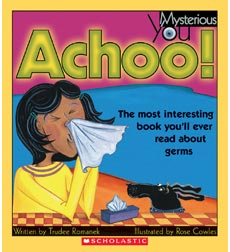 Mysterious
you
Achoo!
The most interesting
book you'll ever
read about
germs
Written by Trudee Romanek
Illustrated by Rose Cowles
SCHOLASTIC